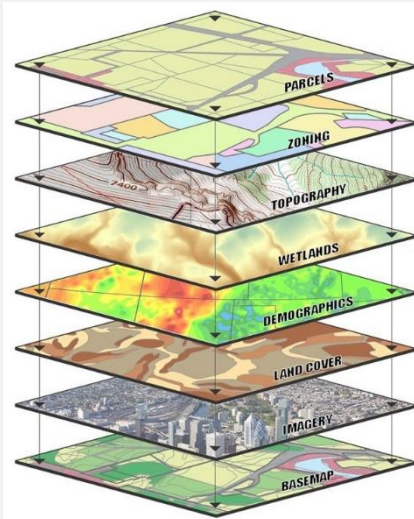 PARCELS
ZONING
7400
TOPOGRAPHY
WETLANDS
DEMOGRAPHICS
LAND COVER
IMAGERY
BASEMAP